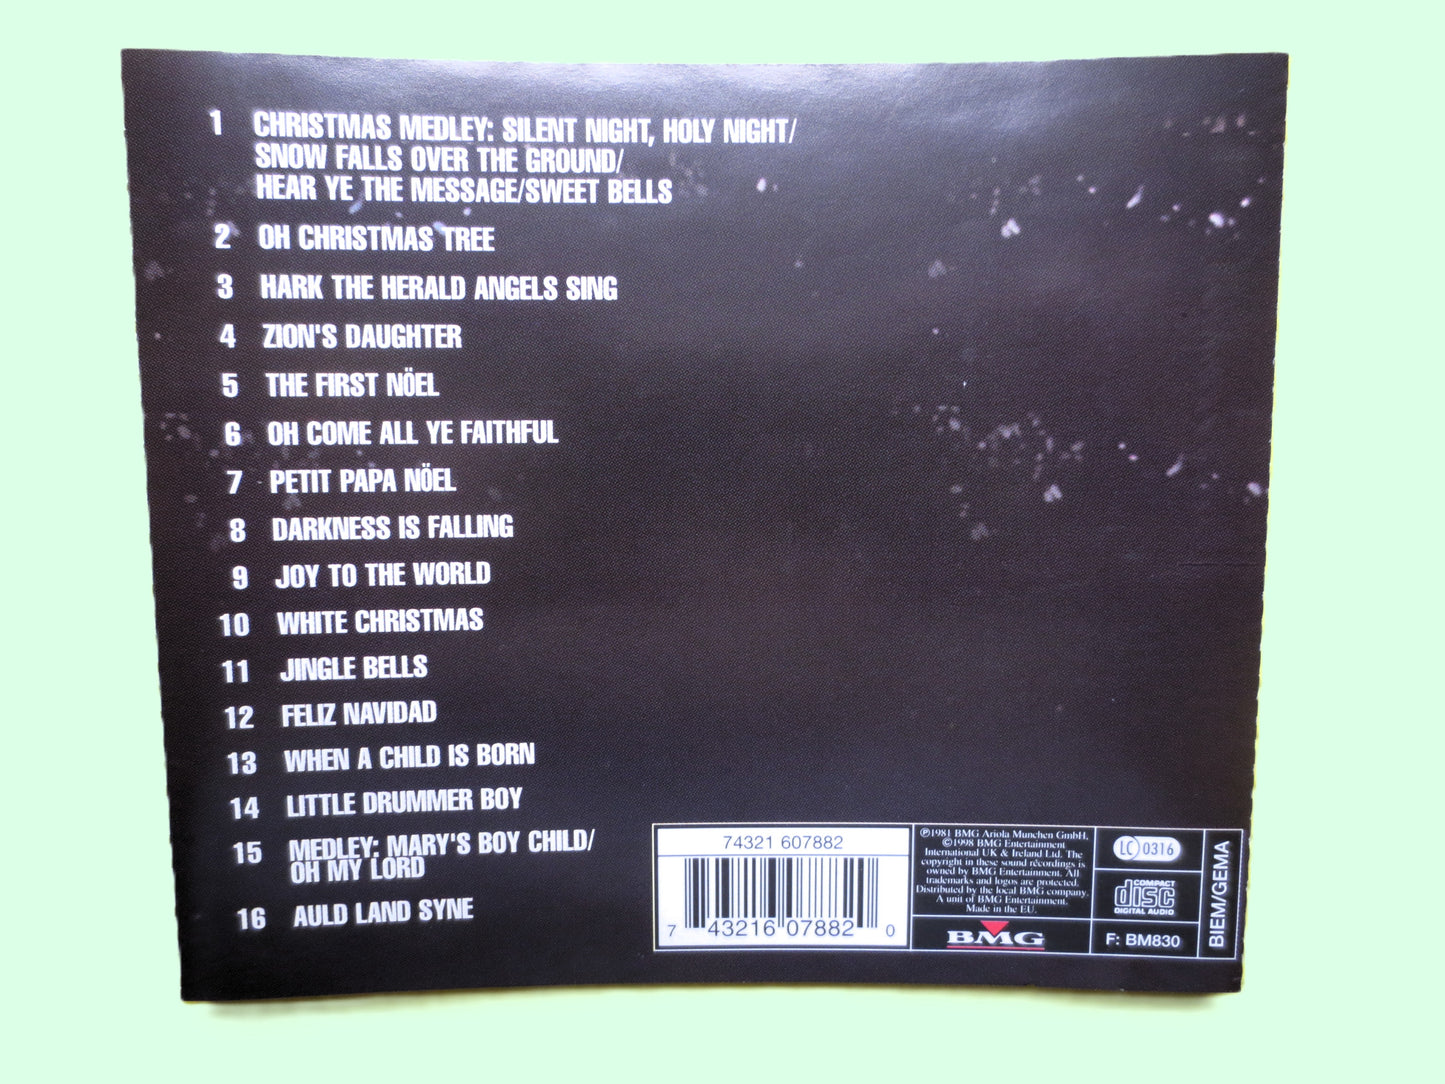 1 CHRISTMAS MEDLEY: SILENT NIGHT, HOLY NIGHT/
SNOW FALLS OVER THE GROUND/
HEAR YE THE MESSAGE/SWEET BELLS
2 OH CHRISTMAS TREE
3 HARK THE HERALD ANGELS SING
4 ZION'S DAUGHTER
5 THE FIRST NÖEL
6 OH COME ALL YE FAITHFUL
7 PETIT PAPA NÖEL
8 DARKNESS IS FALLING
9 JOY TO THE WORLD
10 WHITE CHRISTMAS
11 JINGLE BELLS
12 FELIZ NAVIDAD
13 WHEN A CHILD IS BORN
14 LITTLE DRUMMER BOY
15 MEDLEY: MARY'S BOY CHILD/
OH MY LORD
16 AULD LAND SYNE
74321 607882
7 43216 07882 0
℗1981 BMG Ariola Munchen GmbH,
©1998 BMG Entertainment
International UK & Ireland Ltd. The
copyright in these sound recordings is
owned by BMG Entertainment. All
trademarks and logos are protected.
Distributed by the local BMG company.
A unit of BMG Entertainment.
Made in the EU.
BMG
LC 0316
COMPACT
disc
DIGITAL AUDIO
F: BM830
BIEM/GEMA